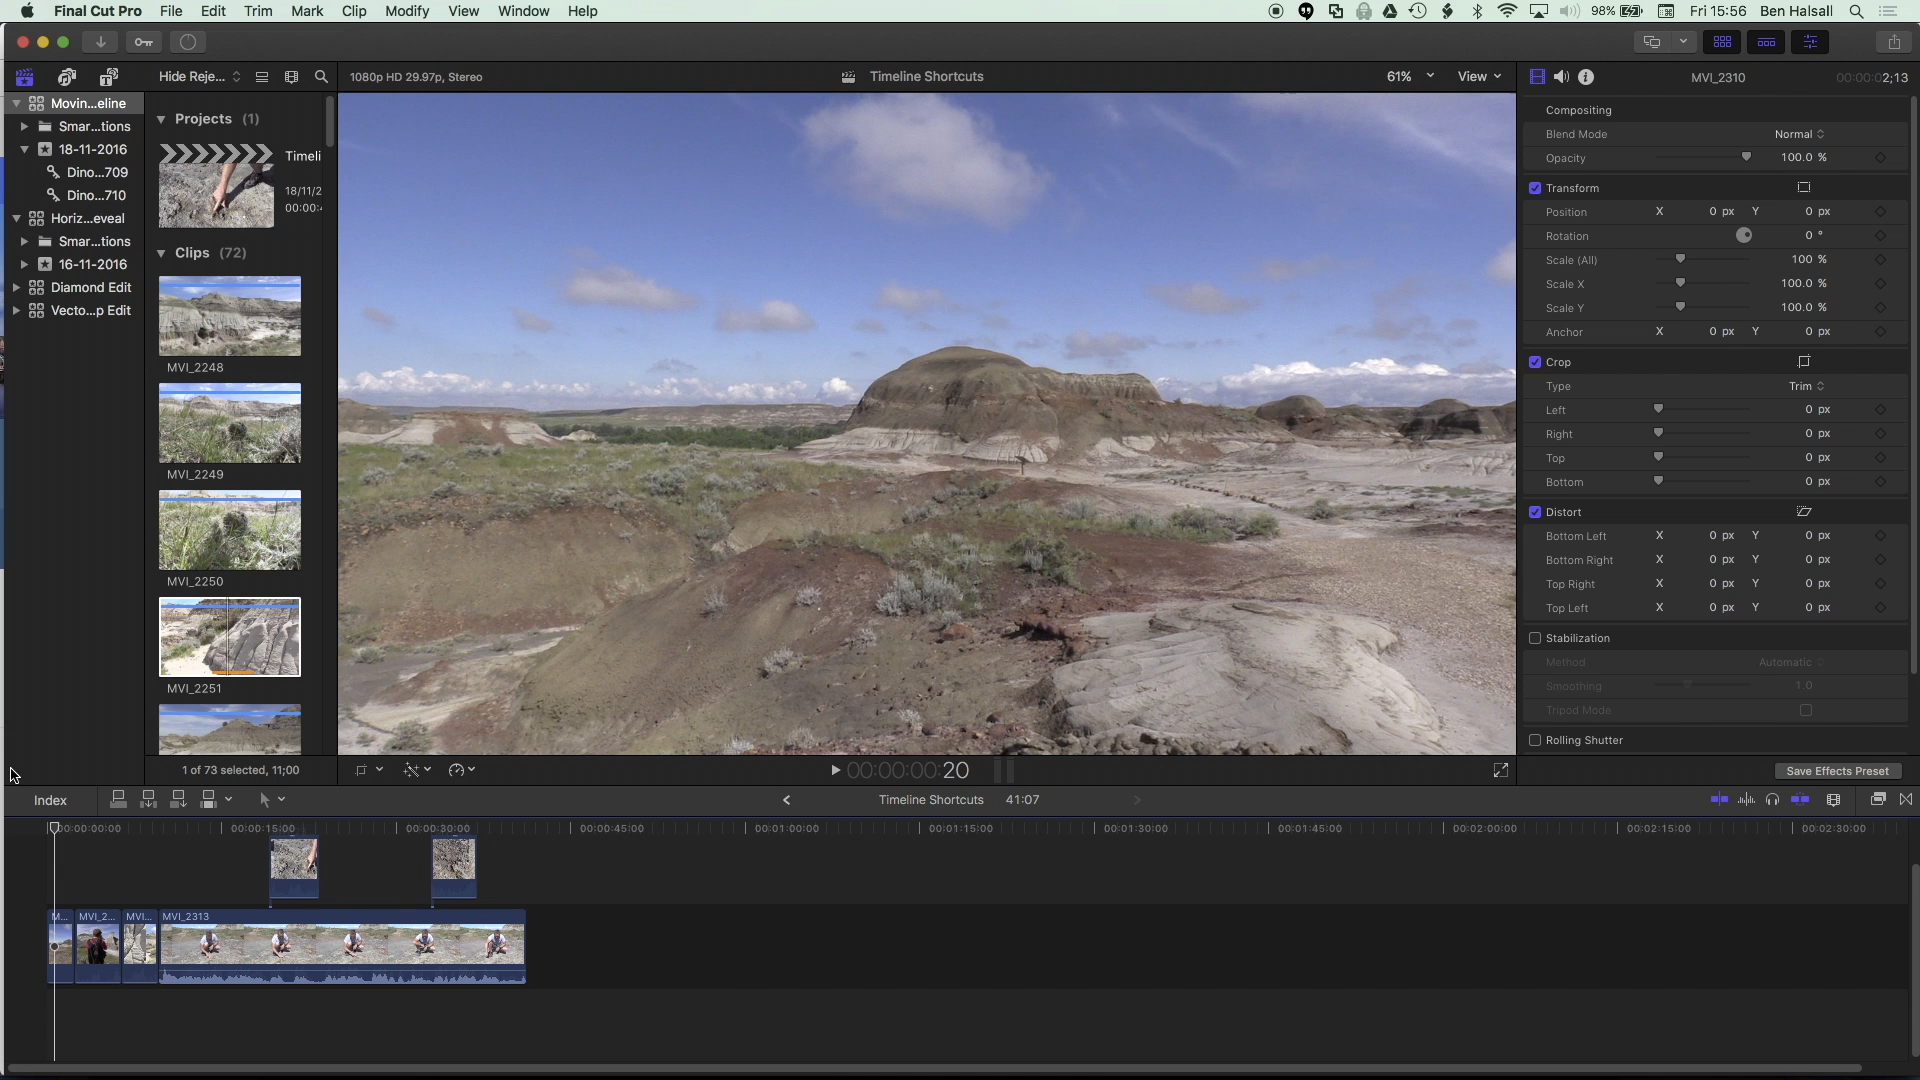 Final Cut Pro File Edit Trim Mark Clip Modify View Window Help 98% Fri 15:56 Ben Halsall
Hide Reje... 1080p HD 29.97p, Stereo Timeline Shortcuts 61% View MVI_2310 00:00:02;13
Movin...eline
Smar...tions
18-11-2016
Dino...709
Dino...710
Horiz...eveal
Smar...tions
16-11-2016
Diamond Edit
Vecto...p Edit
Projects (1)
Timeli
18/11/2
00:00:4
Clips (72)
MVI_2248
MVI_2249
MVI_2250
MVI_2251
1 of 73 selected, 11;00
00:00:00:20
Compositing
Blend Mode Normal
Opacity 100.0 %
Transform
Position X 0 px Y 0 px
Rotation 0 °
Scale (All) 100 %
Scale X 100.0 %
Scale Y 100.0 %
Anchor X 0 px Y 0 px
Crop
Type Trim
Left 0 px
Right 0 px
Top 0 px
Bottom 0 px
Distort
Bottom Left X 0 px Y 0 px
Bottom Right X 0 px Y 0 px
Top Right X 0 px Y 0 px
Top Left X 0 px Y 0 px
Stabilization
Method Automatic
Smoothing 1.0
Tripod Mode
Rolling Shutter
Save Effects Preset
Index Timeline Shortcuts 41:07
00:00:00:00 00:00:15:00 00:00:30:00 00:00:45:00 00:01:00:00 00:01:15:00 00:01:30:00 00:01:45:00 00:02:00:00 00:02:15:00 00:02:30:00
M... MVI_2... MVI... MVI_2313